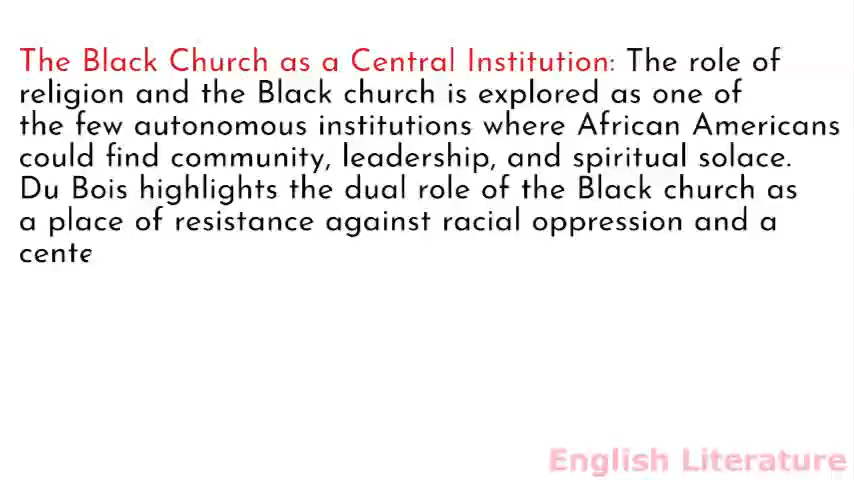 The Black Church as a Central Institution: The role of
religion and the Black church is explored as one of
the few autonomous institutions where African Americans
could find community, leadership, and spiritual solace.
Du Bois highlights the dual role of the Black church as
a place of resistance against racial oppression and a
cente
English Literature